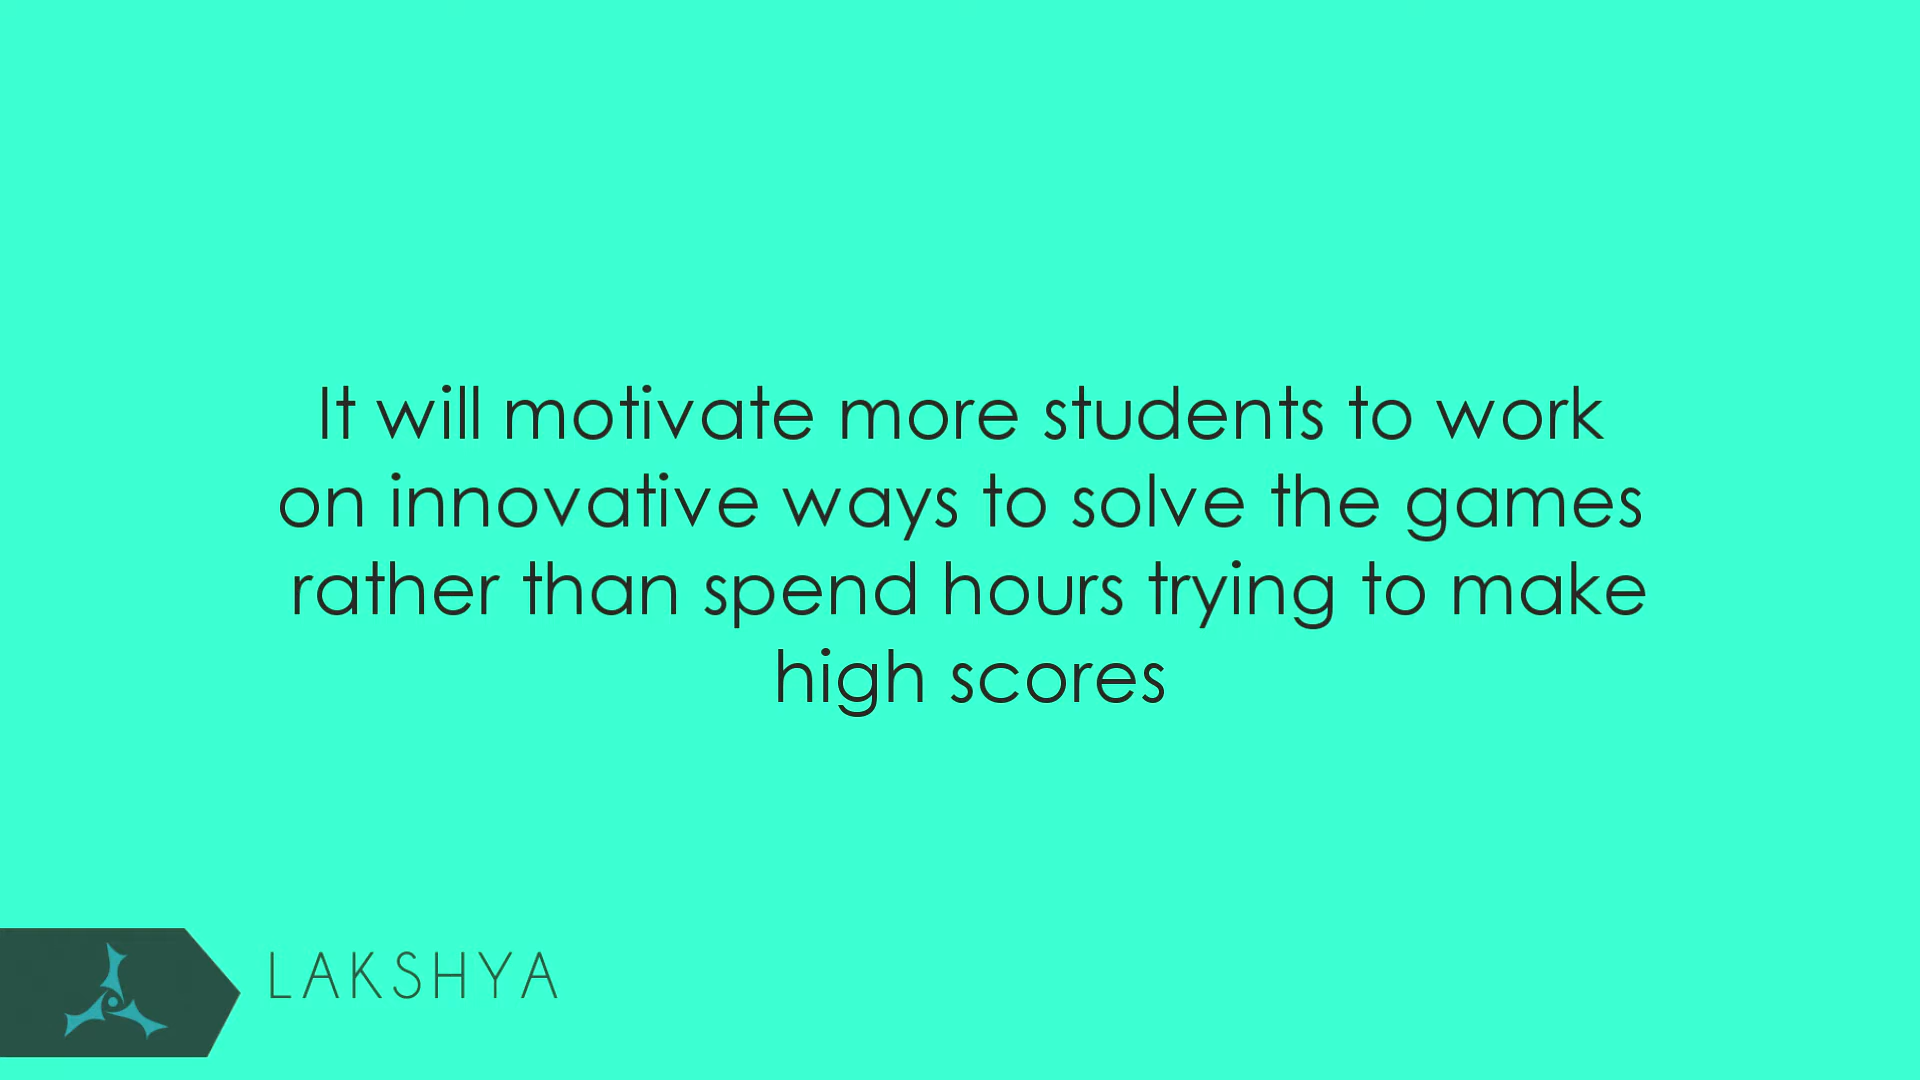 It will motivate more students to work
on innovative ways to solve the games
rather than spend hours trying to make
high scores
LAKSHYA